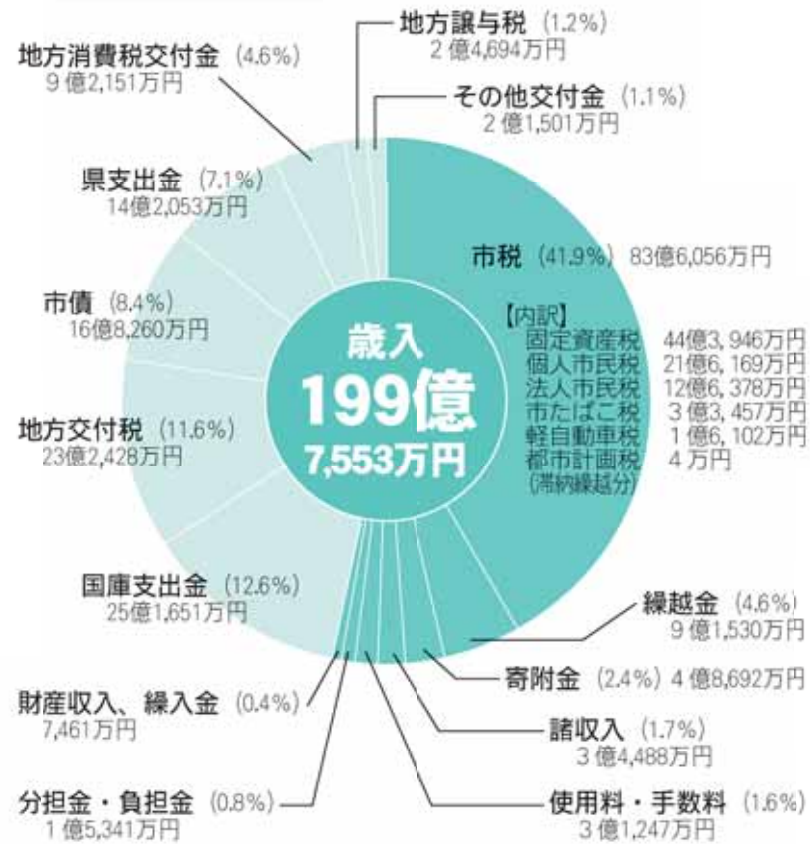 地方譲与税 (1.2%)
2億4,694万円
地方消費税交付金 (4.6%)
9億2,151万円
その他交付金 (1.1%)
2億1,501万円
県支出金 (7.1%)
14億2,053万円
市税 (41.9%) 83億6,056万円
市債 (8.4%)
16億8,260万円
【内訳】
固定資産税 44億3,946万円
個人市民税 21億6,169万円
法人市民税 12億6,378万円
市たばこ税 3億3,457万円
軽自動車税 1億6,102万円
都市計画税 4万円
(滞納繰越分)
歳入
199億
7,553万円
地方交付税 (11.6%)
23億2,428万円
国庫支出金 (12.6%)
25億1,651万円
繰越金 (4.6%)
9億1,530万円
寄附金 (2.4%) 4億8,692万円
財産収入、繰入金 (0.4%)
7,461万円
諸収入 (1.7%)
3億4,488万円
分担金・負担金 (0.8%)
1億5,341万円
使用料・手数料 (1.6%)
3億1,247万円